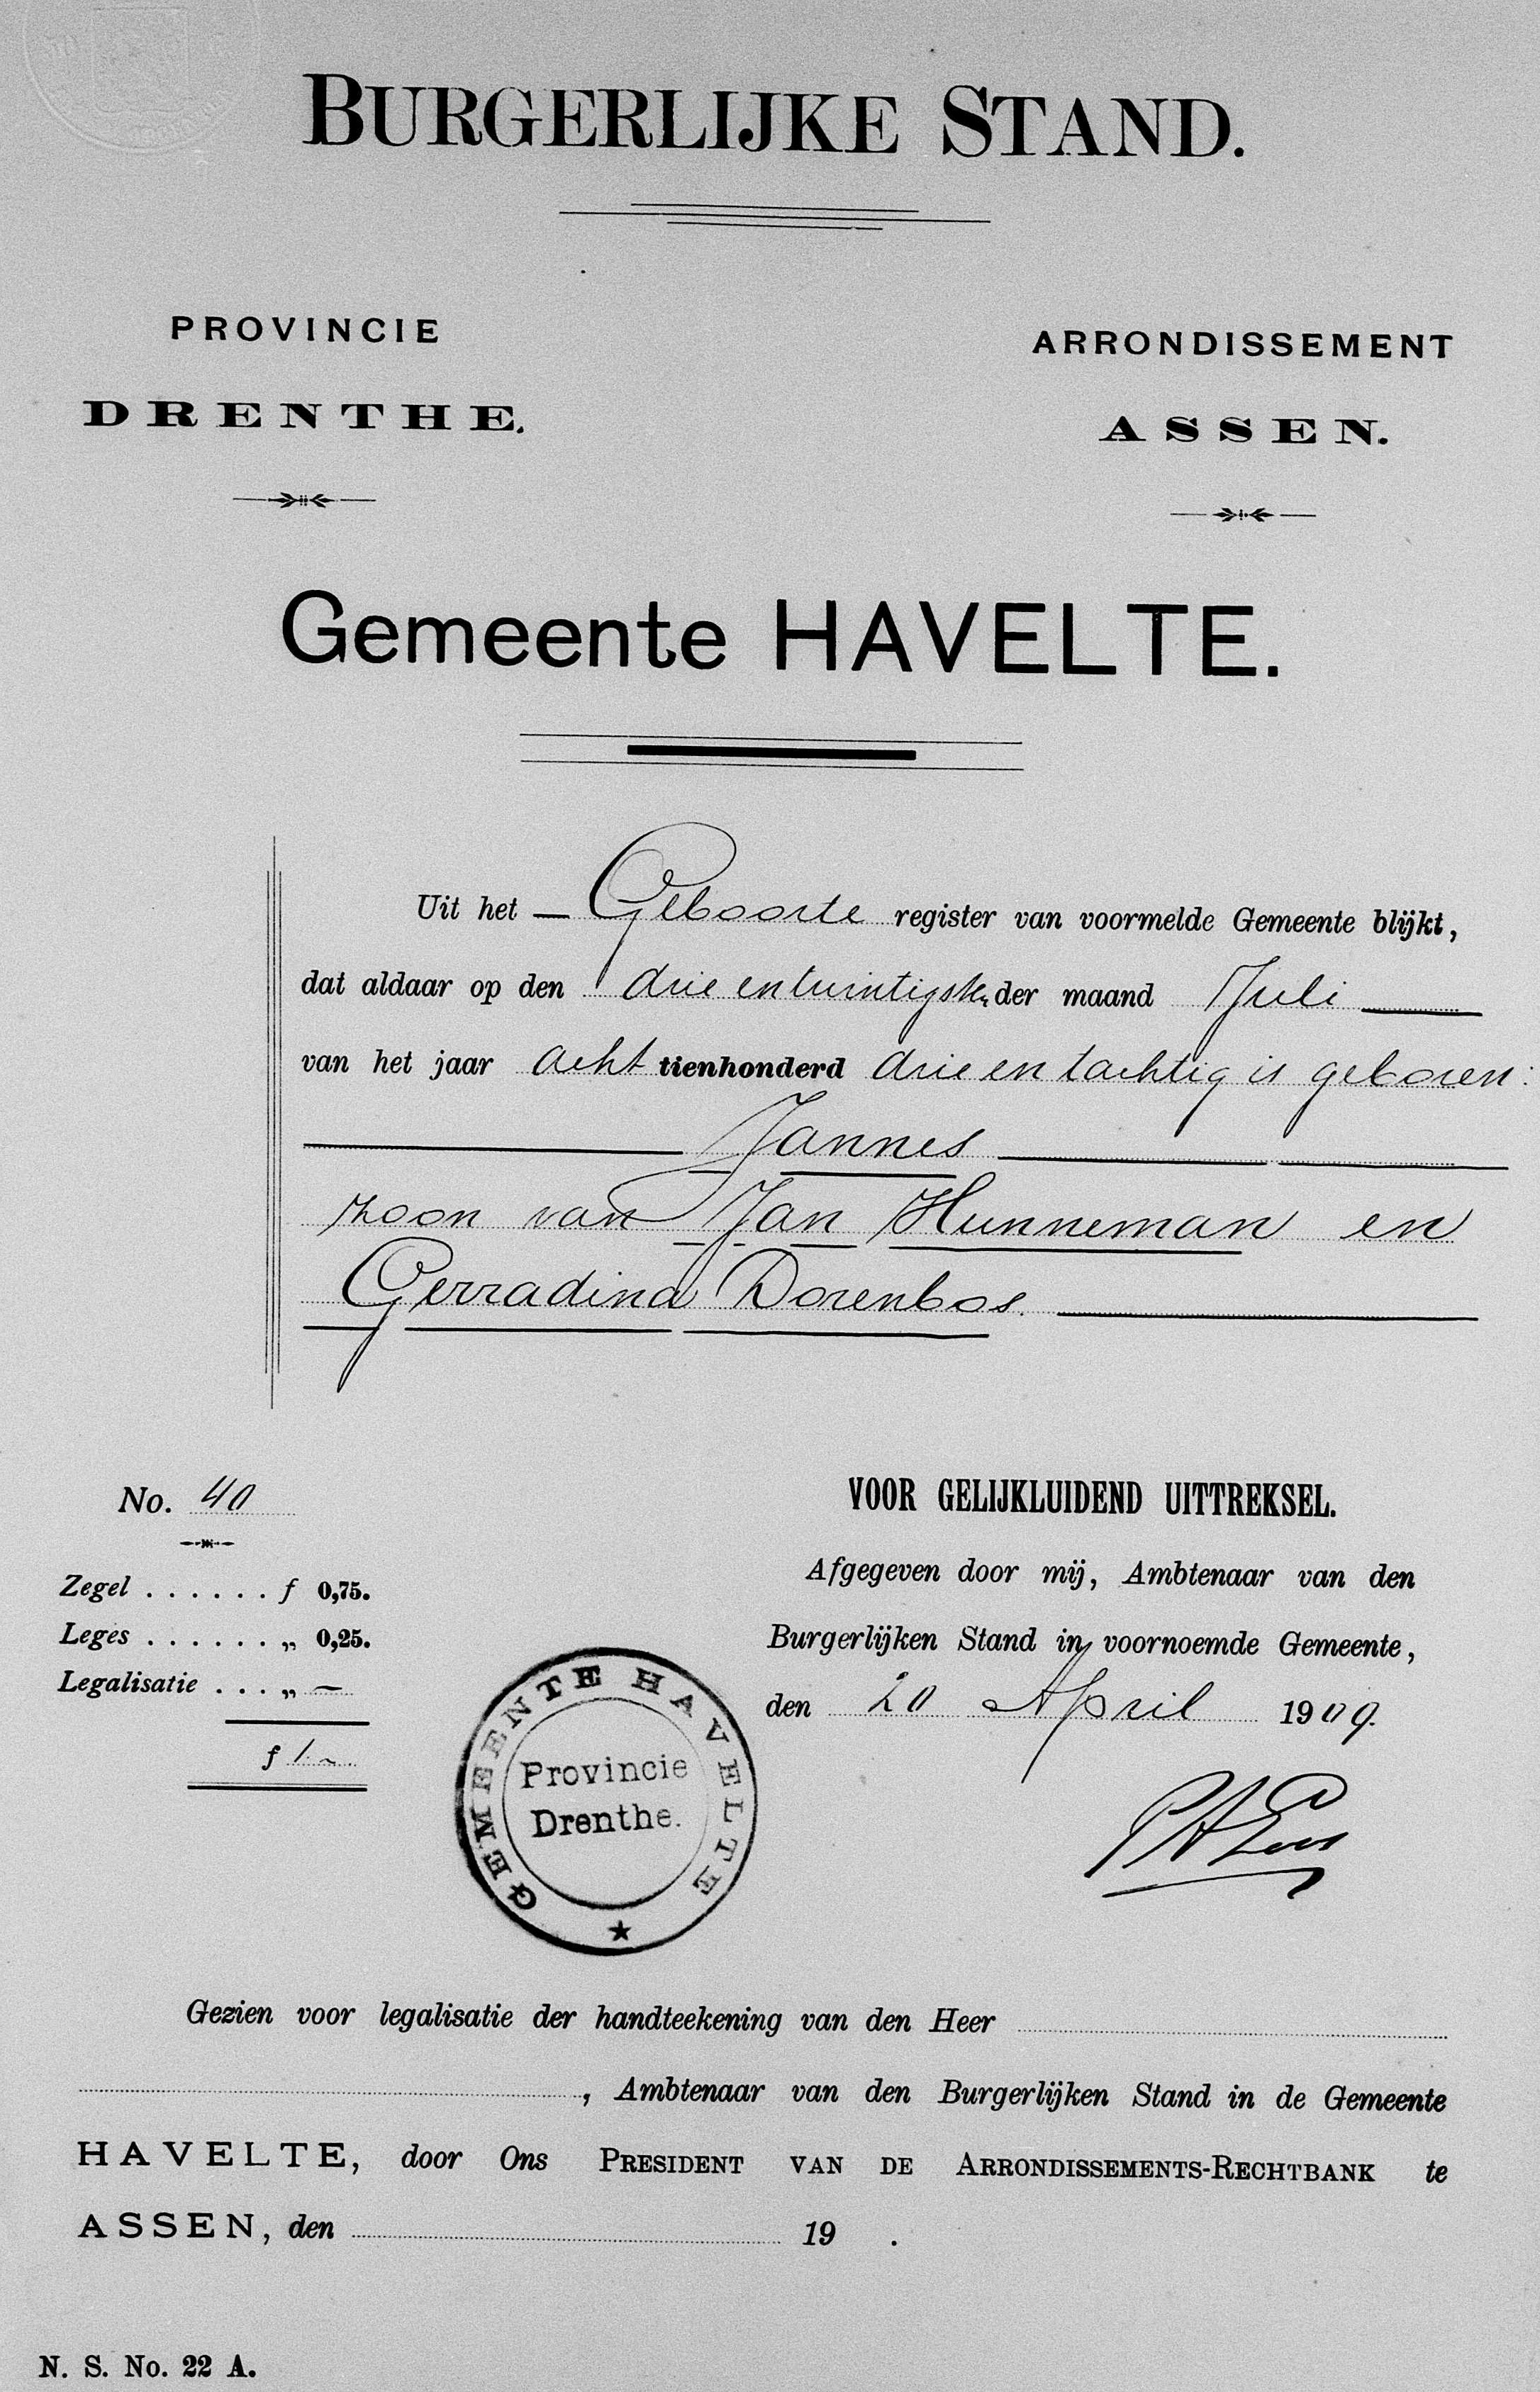 BURGERLIJKE STAND.
PROVINCIE
DRENTHE.
ARRONDISSEMENT
ASSEN.
Gemeente HAVELTE.
Uit het — Geboorte register van voormelde Gemeente blijkt,
dat aldaar op den drie entwintigste der maand Juli
van het jaar acht tienhonderd drie en tachtig is geboren:
Jannes
zoon van Jan Hunneman en
Gerradina Dorenbos.
No. 40
Zegel . . . . . . f 0,75.
Leges . . . . . . „ 0,25.
Legalisatie . . . „ —
f 1.—
VOOR GELIJKLUIDEND UITTREKSEL.
Afgegeven door mij, Ambtenaar van den
Burgerlijken Stand in voornoemde Gemeente,
den 20 April 1909.
GEMEENTE HAVELTE
Provincie
Drenthe.
Gezien voor legalisatie der handteekening van den Heer
, Ambtenaar van den Burgerlijken Stand in de Gemeente
HAVELTE, door Ons PRESIDENT VAN DE ARRONDISSEMENTS-RECHTBANK te
ASSEN, den 19 .
N. S. No. 22 A.